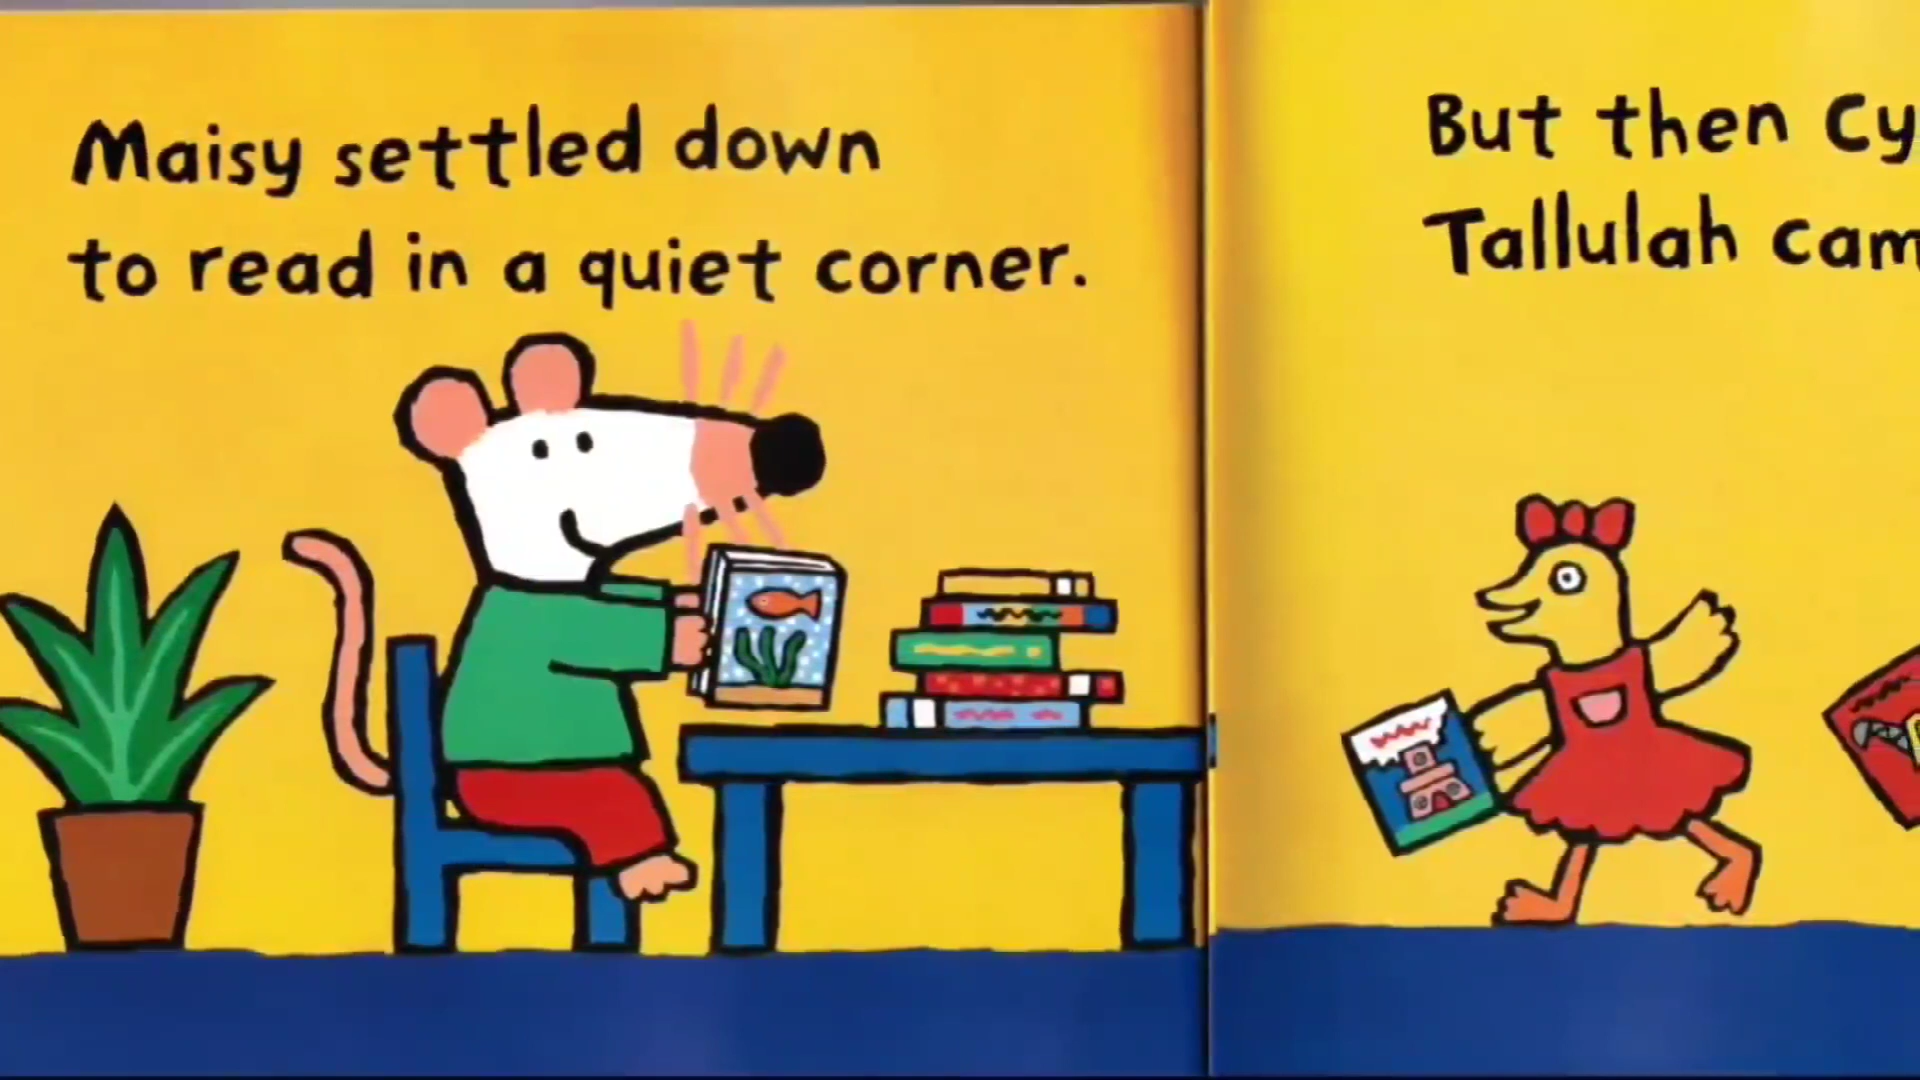 Maisy settled down
to read in a quiet corner.
But then Cy
Tallulah cam